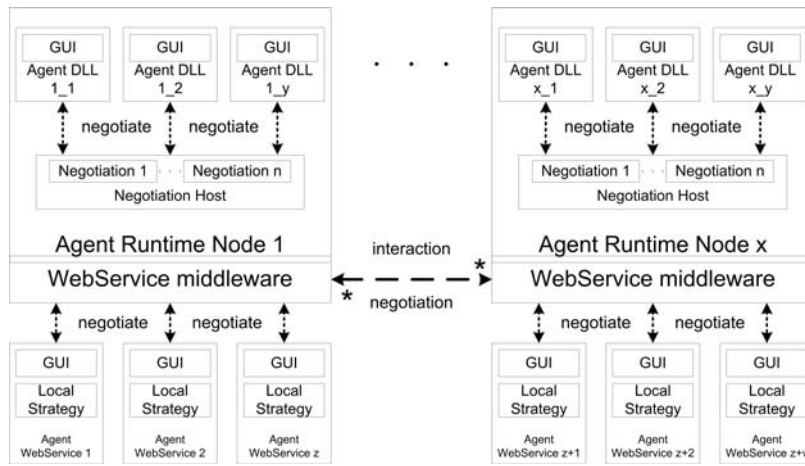 GUI GUI GUI . . . GUI GUI GUI
Agent DLL Agent DLL Agent DLL Agent DLL Agent DLL Agent DLL
1_1 1_2 1_y x_1 x_2 x_y
negotiate negotiate negotiate negotiate
Negotiation 1 . . . Negotiation n Negotiation 1 . . . Negotiation n
Negotiation Host Negotiation Host
Agent Runtime Node 1 interaction Agent Runtime Node x
WebService middleware * * WebService middleware
negotiation
negotiate negotiate negotiate negotiate
GUI GUI GUI GUI GUI GUI
Local Local Local Local Local Local
Strategy Strategy Strategy Strategy Strategy Strategy
Agent Agent Agent Agent Agent Agent
WebService 1 WebService 2 WebService z WebService z+1 WebService z+2